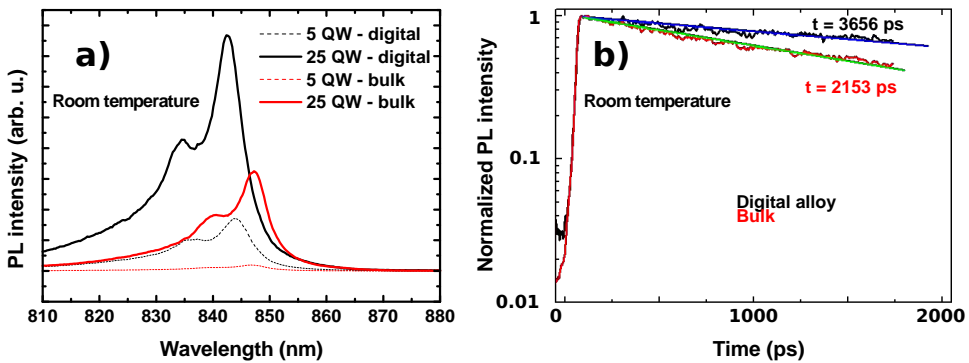 a)
5 QW - digital
25 QW - digital
5 QW - bulk
25 QW - bulk
Room temperature
PL intensity (arb. u.)
810 820 830 840 850 860 870 880
Wavelength (nm)
b)
t = 3656 ps
t = 2153 ps
Room temperature
Digital alloy
Bulk
1
0.1
0.01
Normalized PL intensity
0 0 1000 2000
Time (ps)